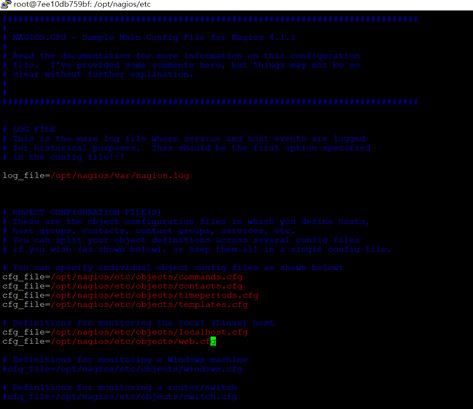 root@7ee10db759bf: /opt/nagios/etc
################################################################
#
# NAGIOS.CFG - Sample Main Config File for Nagios 4.1.1
#
# Read the documentation for more information on this configuration
# file. I've provided some comments here, but things may not be so
# clear without further explanation.
#
#
################################################################
# LOG FILE
# This is the main log file where service and host events are logged
# for historical purposes. This should be the first option specified
# in the config file!!!
log_file=/opt/nagios/var/nagios.log
# OBJECT CONFIGURATION FILE(S)
# These are the object configuration files in which you define hosts,
# host groups, contacts, contact groups, services, etc.
# You can split your object definitions across several config files
# if you wish (as shown below), or keep them all in a single config file.
# You can specify individual object config files as shown below:
cfg_file=/opt/nagios/etc/objects/commands.cfg
cfg_file=/opt/nagios/etc/objects/contacts.cfg
cfg_file=/opt/nagios/etc/objects/timeperiods.cfg
cfg_file=/opt/nagios/etc/objects/templates.cfg
# Definitions for monitoring the local (Linux) host
cfg_file=/opt/nagios/etc/objects/localhost.cfg
cfg_file=/opt/nagios/etc/objects/web.cfg
# Definitions for monitoring a Windows machine
#cfg_file=/opt/nagios/etc/objects/windows.cfg
# Definitions for monitoring a router/switch
#cfg_file=/opt/nagios/etc/objects/switch.cfg